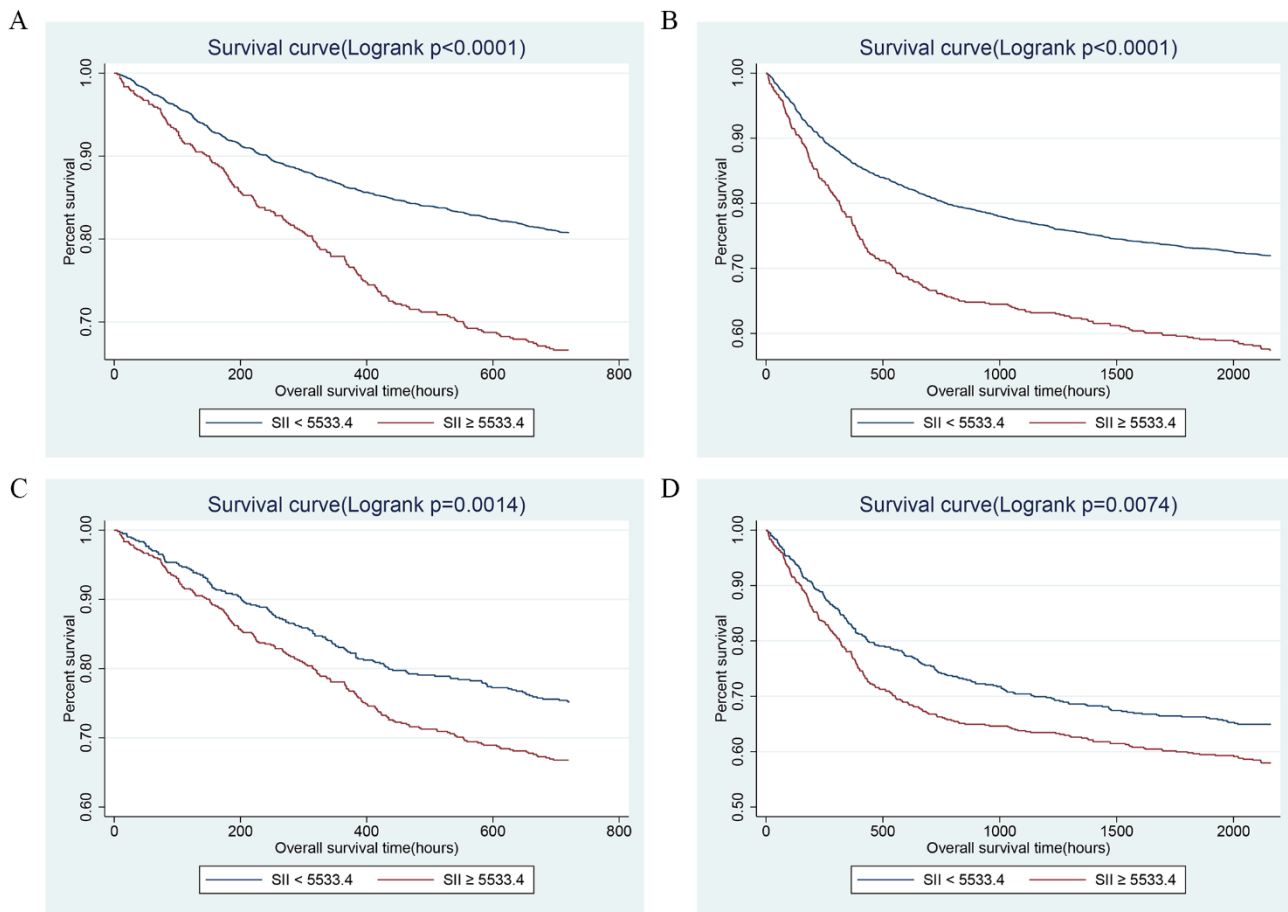 A
Survival curve(Logrank p<0.0001)
Percent survival
1.00
0.90
0.80
0.70
0 200 400 600 800
Overall survival time(hours)
SII < 5533.4 SII ≥ 5533.4
B
Survival curve(Logrank p<0.0001)
Percent survival
1.00
0.90
0.80
0.70
0.60
0 500 1000 1500 2000
Overall survival time(hours)
SII < 5533.4 SII ≥ 5533.4
C
Survival curve(Logrank p=0.0014)
Percent survival
1.00
0.90
0.80
0.70
0.60
0 200 400 600 800
Overall survival time(hours)
SII < 5533.4 SII ≥ 5533.4
D
Survival curve(Logrank p=0.0074)
Percent survival
1.00
0.90
0.80
0.70
0.60
0.50
0 500 1000 1500 2000
Overall survival time(hours)
SII < 5533.4 SII ≥ 5533.4